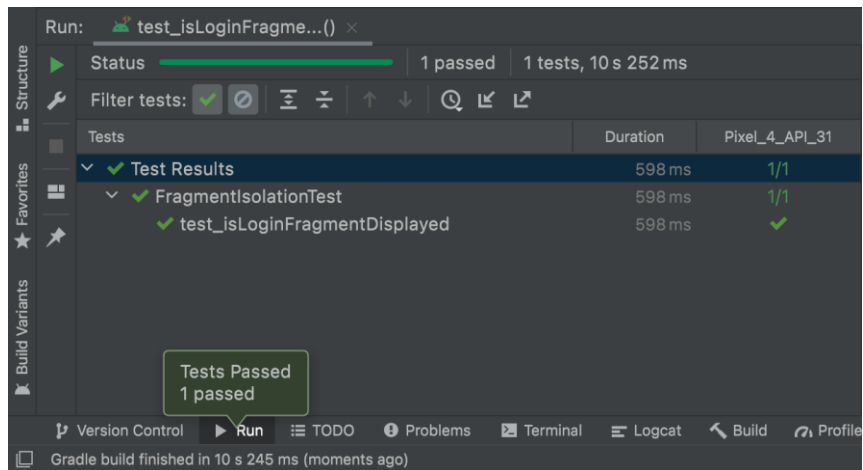 Run: test_isLoginFragme...()
Status 1 passed 1 tests, 10 s 252 ms
Filter tests:
Tests Duration Pixel_4_API_31
Test Results 598 ms 1/1
FragmentIsolationTest 598 ms 1/1
test_isLoginFragmentDisplayed 598 ms
Structure
Favorites
Build Variants
Tests Passed
1 passed
Version Control Run TODO Problems Terminal Logcat Build Profile
Gradle build finished in 10 s 245 ms (moments ago)